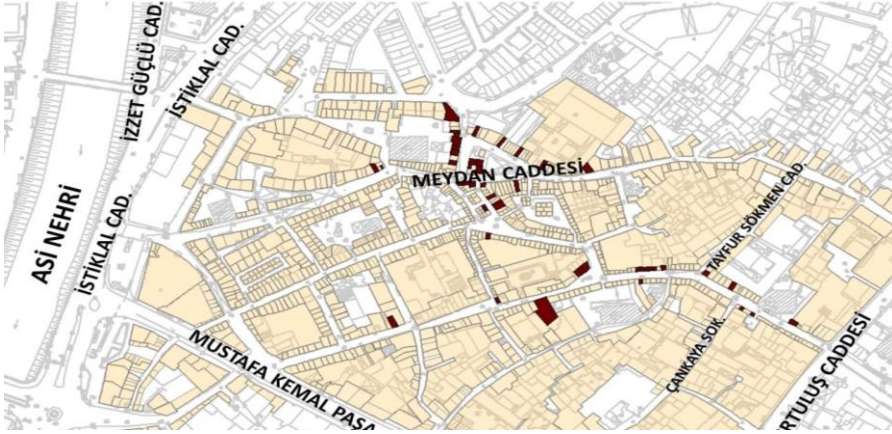 İZZET GÜÇLÜ CAD.
İSTİKLAL CAD.
MEYDAN CADDESİ
ASİ NEHRİ
İSTİKLAL CAD.
TAYFUR SÖKMEN CAD.
MUSTAFA KEMAL PAŞA
ÇANKAYA SOK.
RTULUŞ CADDESİ